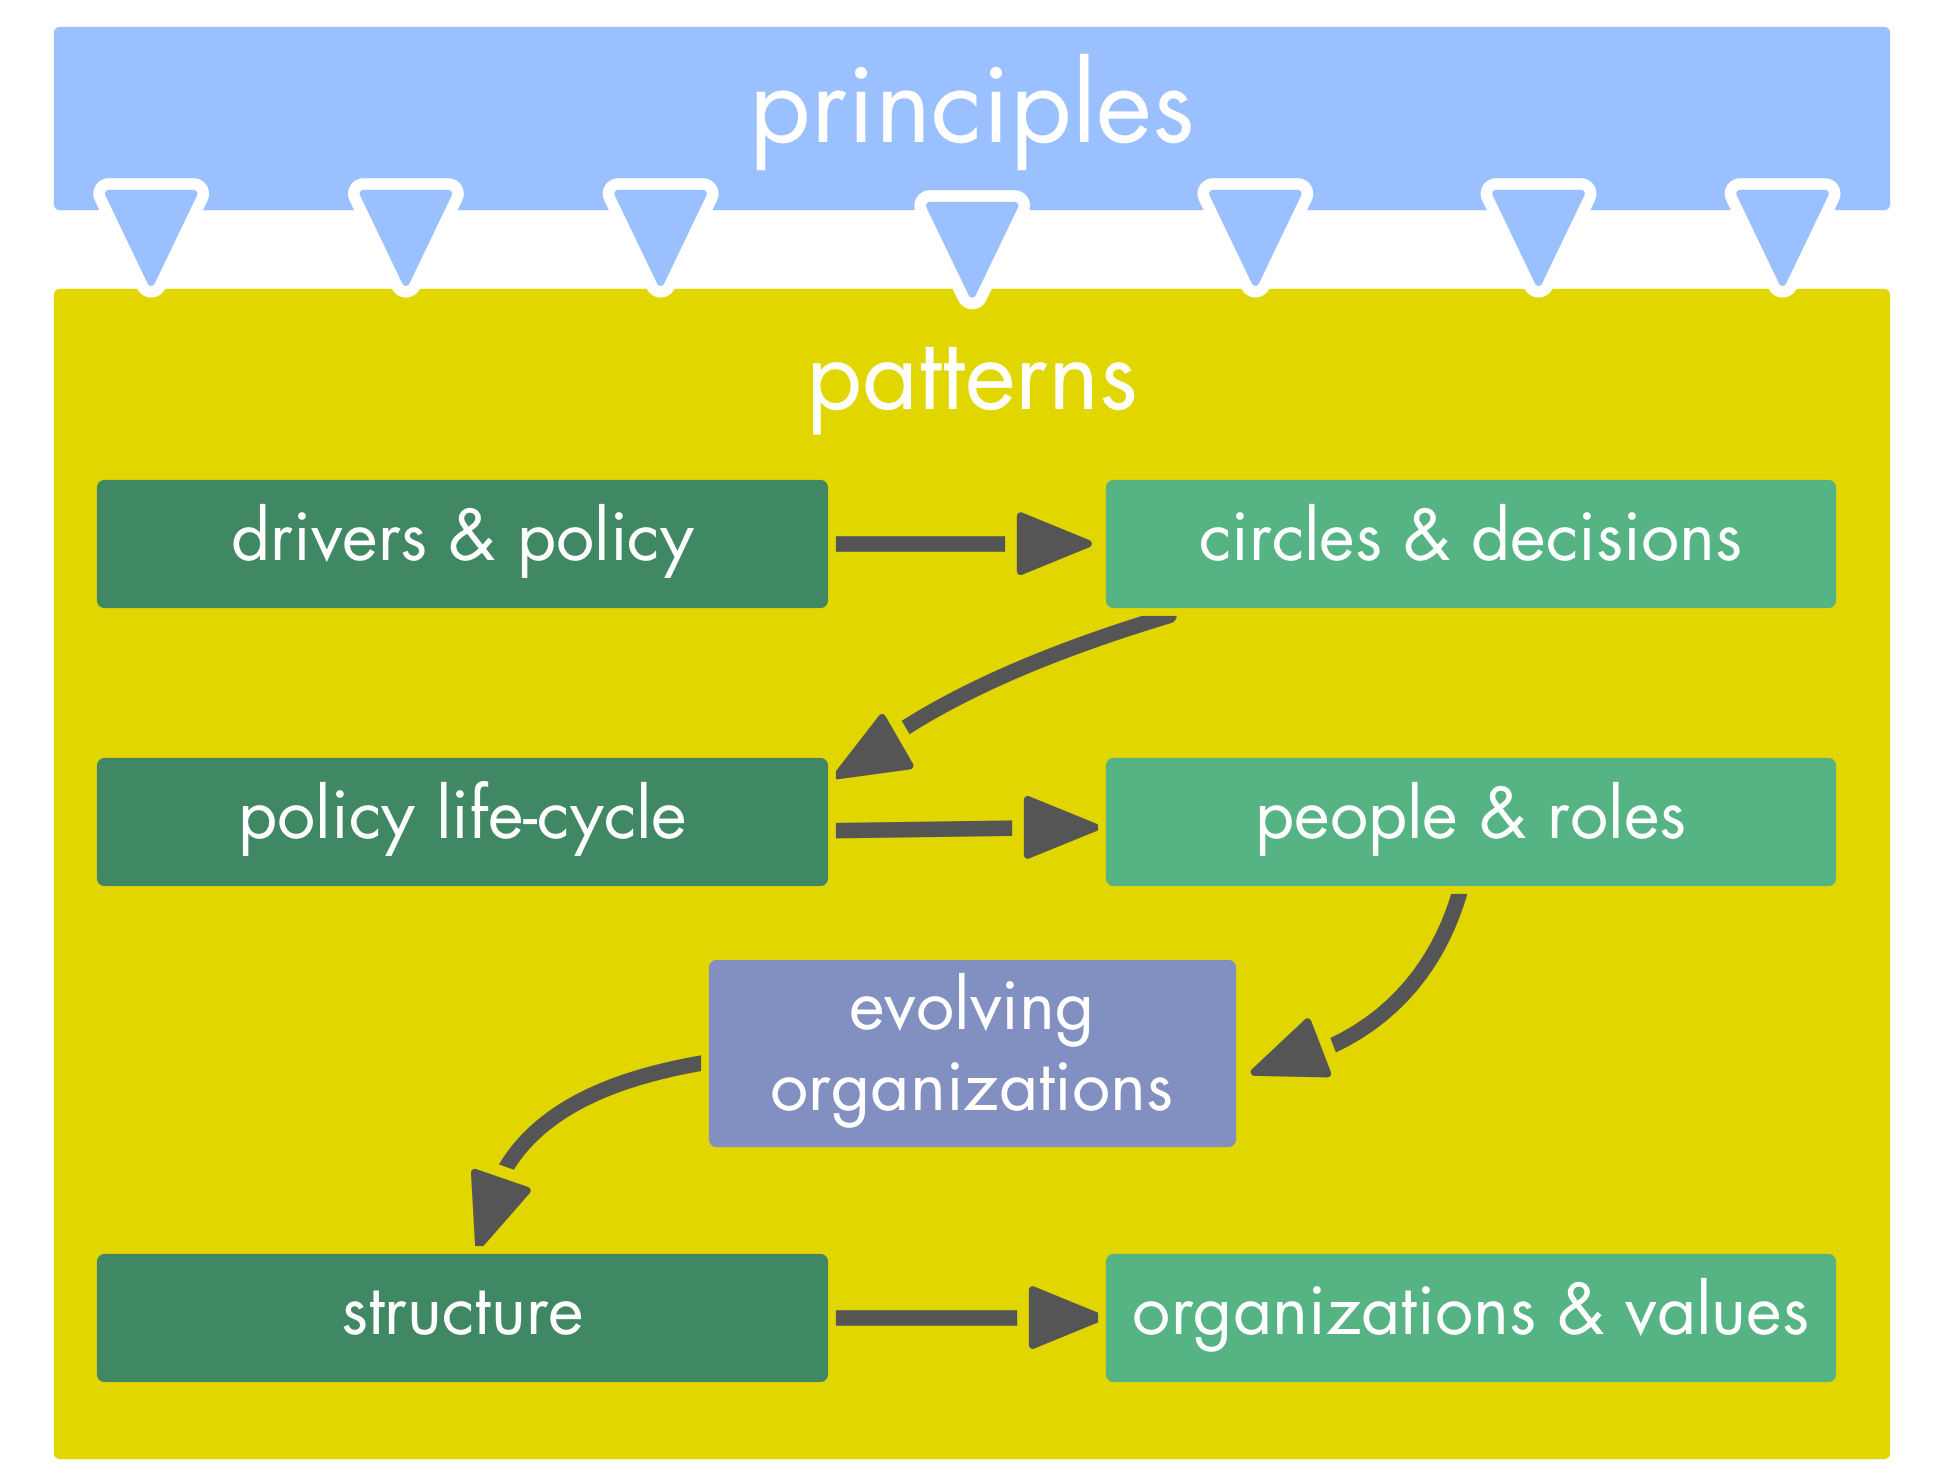 principles
patterns
drivers & policy
circles & decisions
policy life-cycle
people & roles
evolving
organizations
structure
organizations & values